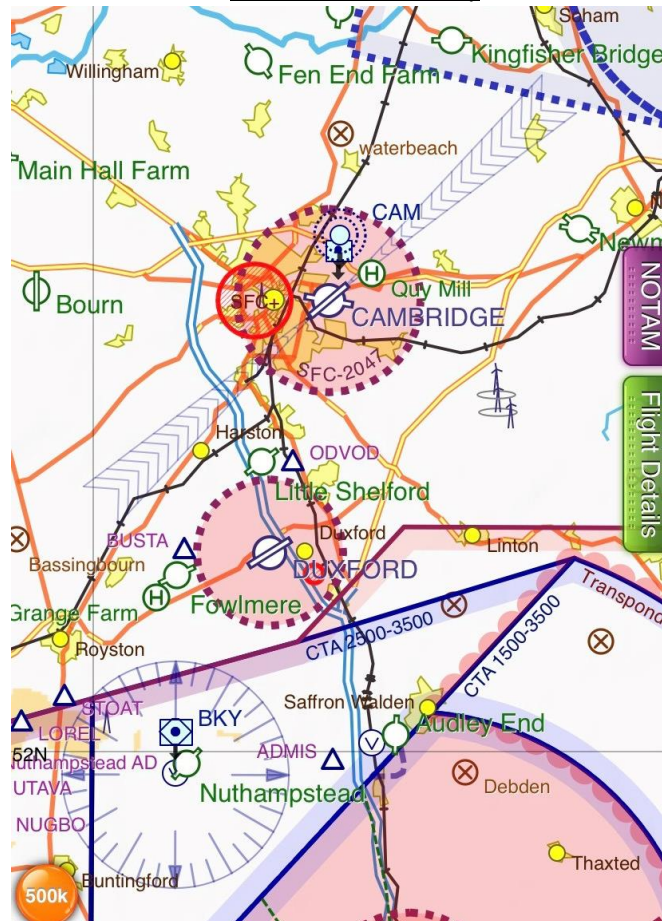 Soham
Willingham
Kingfisher Bridge
Fen End Farm
waterbeach
Main Hall Farm
CAM
Newn
Quy Mill
Bourn
SFC+
CAMBRIDGE
NOTAM
SFC-2047
Flight Details
Harston
ODVOD
Little Shelford
BUSTA
Duxford
Linton
Bassingbourn
DUXFORD
Transpond
Fowlmere
Grange Farm
CTA 2500-3500
CTA 1500-3500
Royston
Saffron Walden
STOAT
BKY
Audley End
LOREL
52N
ADMIS
Nuthampstead AD
Debden
UTAVA
Nuthampstead
NUGBO
Thaxted
Buntingford
500k